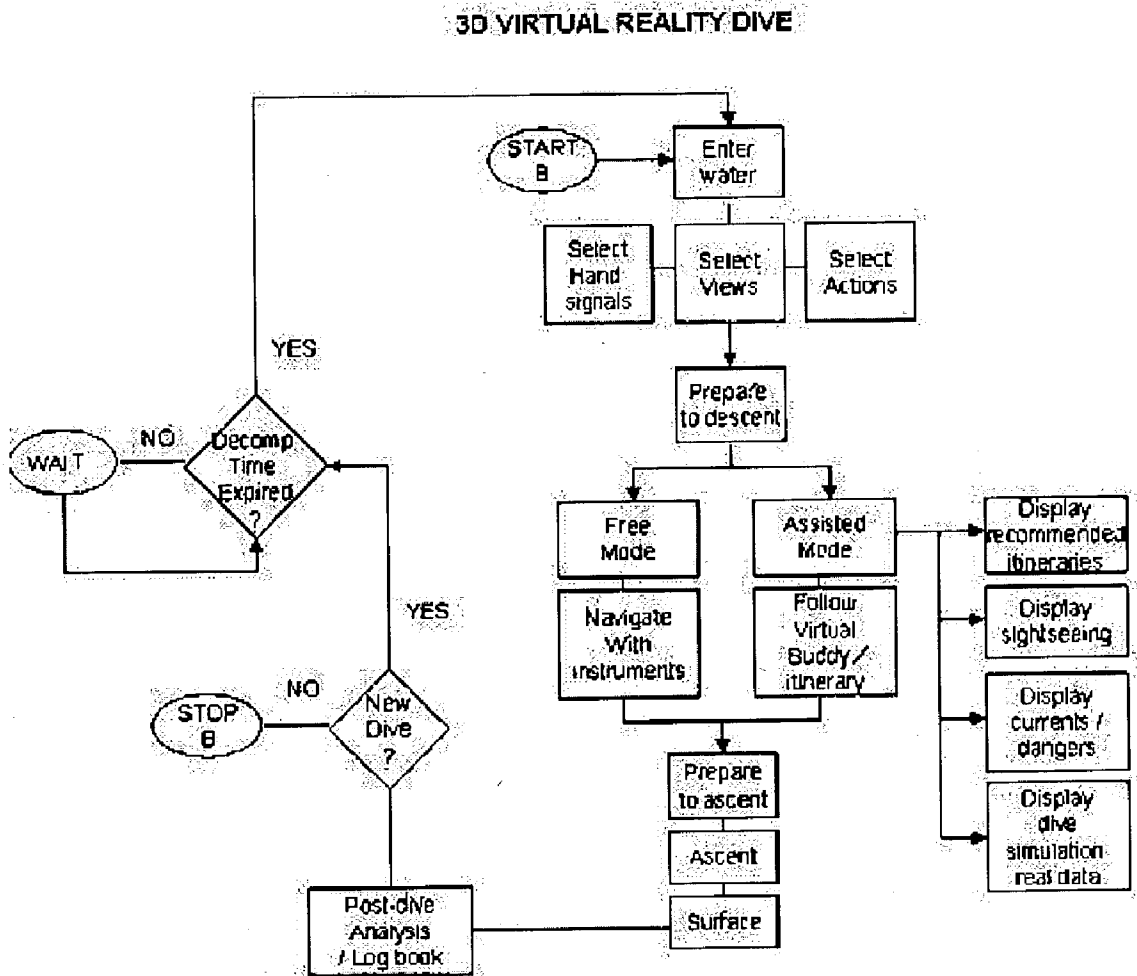 3D VIRTUAL REALITY DIVE
START
B
Enter
water
Select
Hand
signals
Select
Views
Select
Actions
YES
Prepare
to descent
NO
WAIT
Decomp
Time
Expired
?
Free
Mode
Assisted
Mode
Display
recommended
itineraries
YES
Navigate
With
instruments
Follow
Virtual
Buddy /
itinerary
Display
sightseeing
NO
STOP
B
New
Dive
?
Display
currents /
dangers
Prepare
to ascent
Display
dive
simulation
real data
Ascent
Post-dive
Analysis
/ Log book
Surface